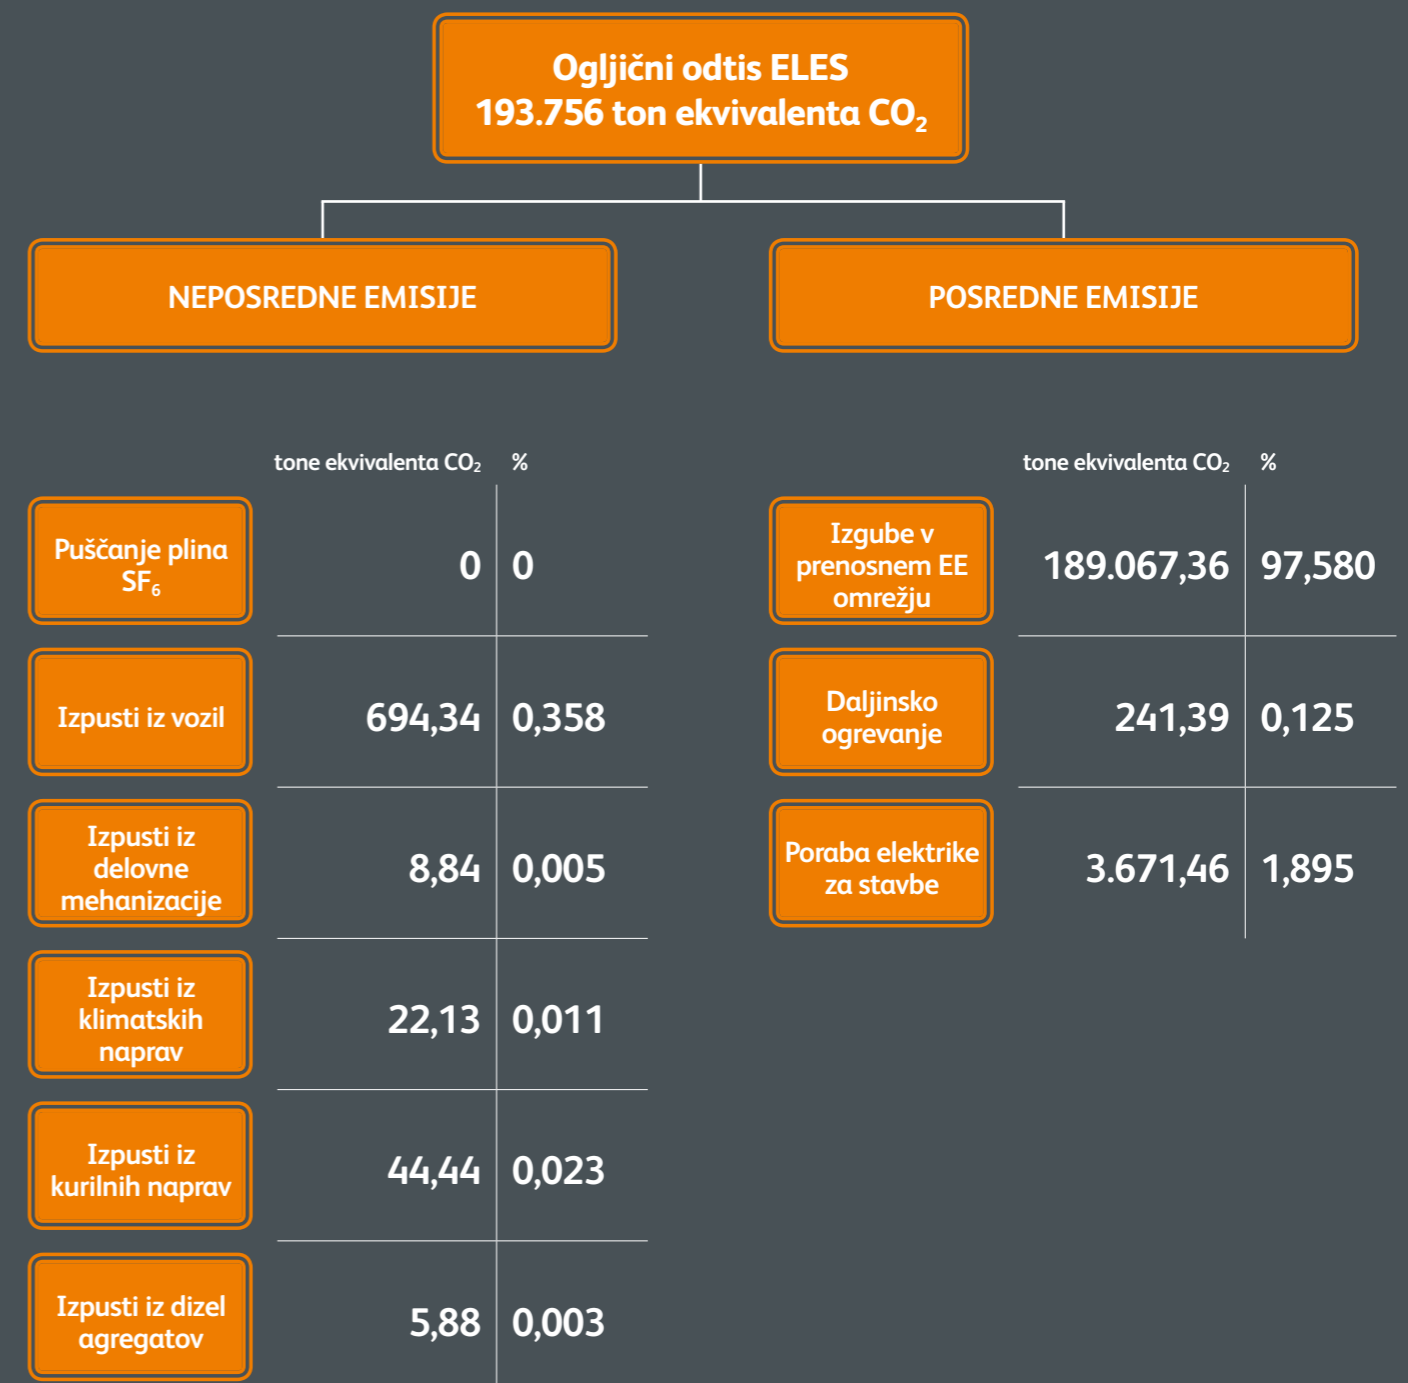 Ogljični odtis ELES
193.756 ton ekvivalenta CO₂
NEPOSREDNE EMISIJE
tone ekvivalenta CO₂ %
Puščanje plina
SF₆
0 0
Izpusti iz vozil
694,34 0,358
Izpusti iz
delovne
mehanizacije
8,84 0,005
Izpusti iz
klimatskih
naprav
22,13 0,011
Izpusti iz
kurilnih naprav
44,44 0,023
Izpusti iz dizel
agregatov
5,88 0,003
POSREDNE EMISIJE
tone ekvivalenta CO₂ %
Izgube v
prenosnem EE
omrežju
189.067,36 97,580
Daljinsko
ogrevanje
241,39 0,125
Poraba elektrike
za stavbe
3.671,46 1,895